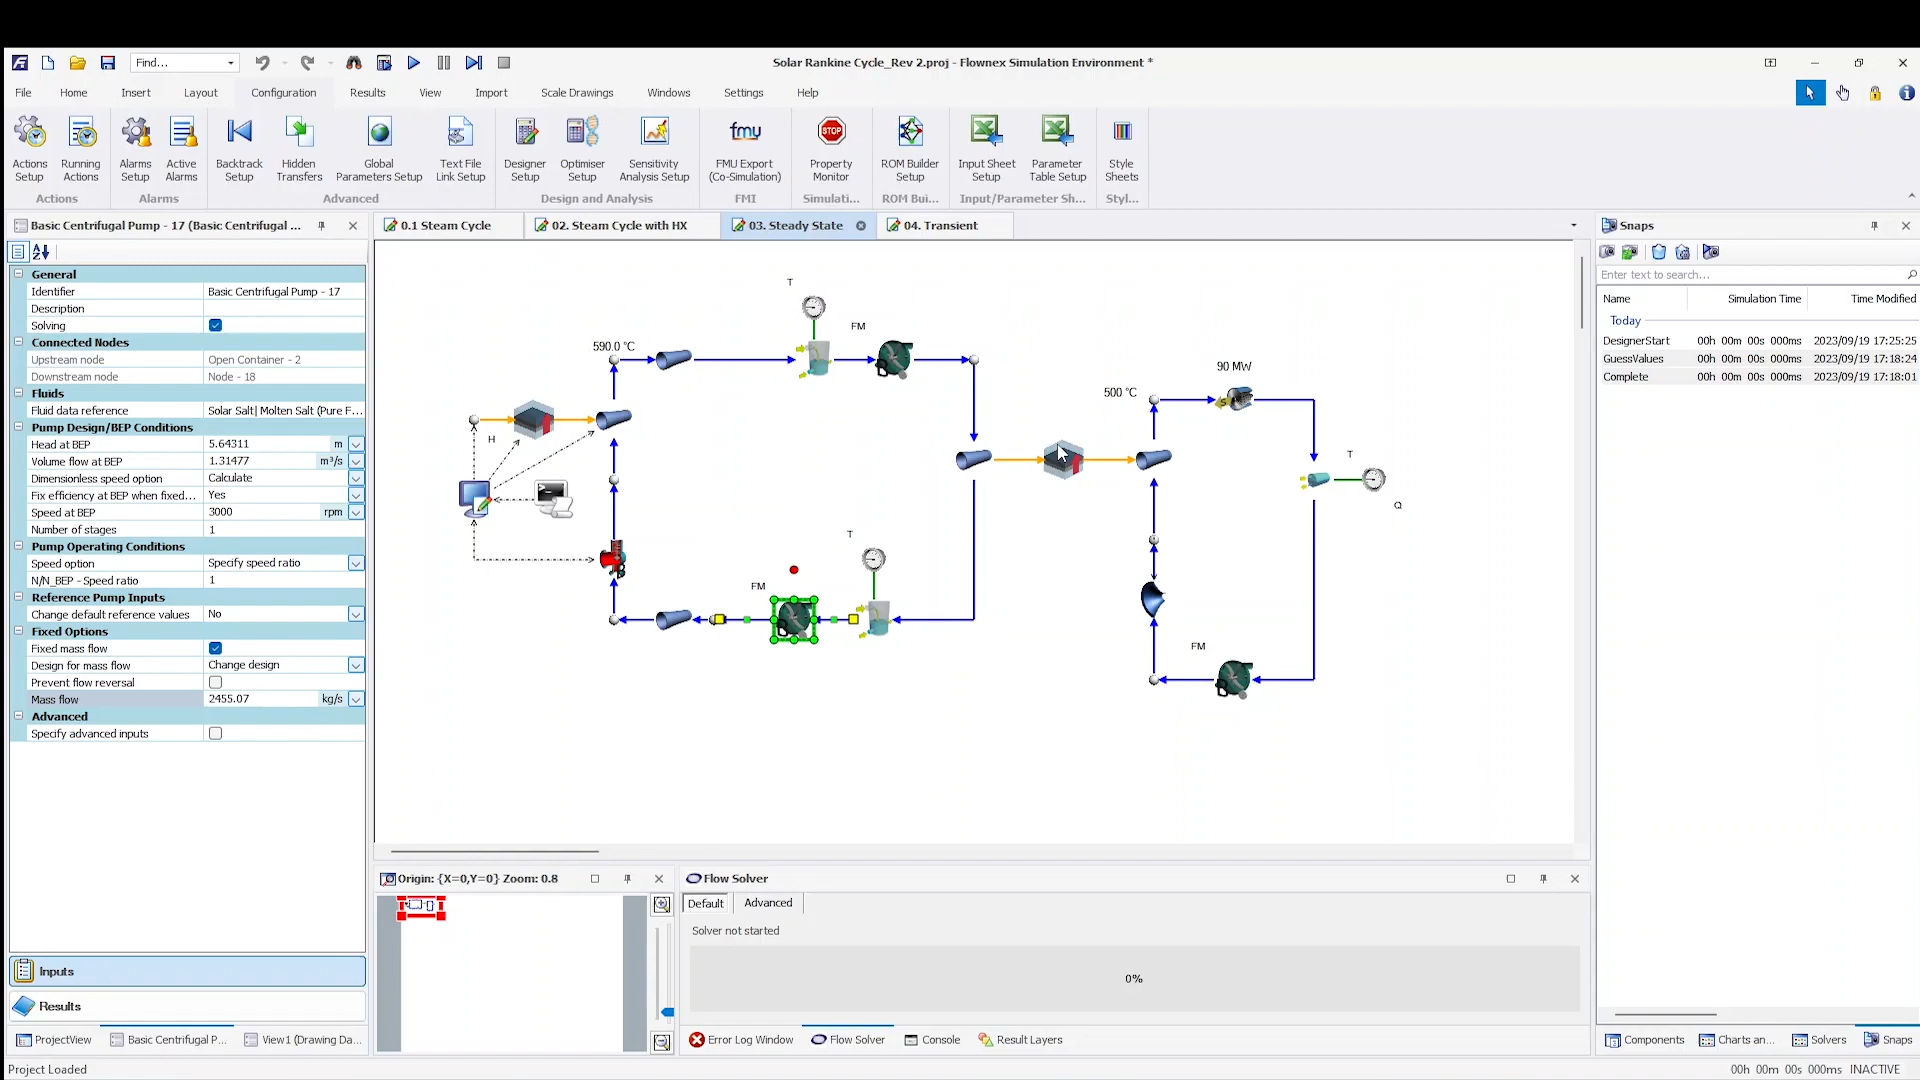 Find...
Solar Rankine Cycle_Rev 2.proj - Flownex Simulation Environment *
File Home Insert Layout Configuration Results View Import Scale Drawings Windows Settings Help
Actions Setup
Running Actions
Alarms Setup
Active Alarms
Backtrack Setup
Hidden Transfers
Global Parameters Setup
Text File Link Setup
Designer Setup
Optimiser Setup
Sensitivity Analysis Setup
fmu
FMU Export (Co-Simulation)
STOP
Property Monitor
ROM Builder Setup
Input Sheet Setup
Parameter Table Setup
Style Sheets
Actions Alarms Advanced Design and Analysis FMI Simulati... ROM Bui... Input/Parameter Sh... Styl...
Basic Centrifugal Pump - 17 (Basic Centrifugal ...
General
Identifier Basic Centrifugal Pump - 17
Description
Solving
Connected Nodes
Upstream node Open Container - 2
Downstream node Node - 18
Fluids
Fluid data reference Solar Salt| Molten Salt (Pure F...
Pump Design/BEP Conditions
Head at BEP 5.64311 m
Volume flow at BEP 1.31477 m³/s
Dimensionless speed option Calculate
Fix efficiency at BEP when fixed... Yes
Speed at BEP 3000 rpm
Number of stages 1
Pump Operating Conditions
Speed option Specify speed ratio
N/N_BEP - Speed ratio 1
Reference Pump Inputs
Change default reference values No
Fixed Options
Fixed mass flow
Design for mass flow Change design
Prevent flow reversal
Mass flow 2455.07 kg/s
Advanced
Specify advanced inputs
Inputs
Results
ProjectView Basic Centrifugal P... View1 (Drawing Da...
0.1 Steam Cycle 02. Steam Cycle with HX 03. Steady State 04. Transient
T
FM
590.0 °C
90 MW
500 °C
H
T
Q
T
FM
FM
Origin: {X=0,Y=0} Zoom: 0.8
Flow Solver
Default Advanced
Solver not started
0%
Error Log Window Flow Solver Console Result Layers
Snaps
Enter text to search...
Name Simulation Time Time Modified
Today
DesignerStart 00h 00m 00s 000ms 2023/09/19 17:25:25
GuessValues 00h 00m 00s 000ms 2023/09/19 17:18:24
Complete 00h 00m 00s 000ms 2023/09/19 17:18:01
Components Charts an... Solvers Snaps
Project Loaded
00h 00m 00s 000ms INACTIVE